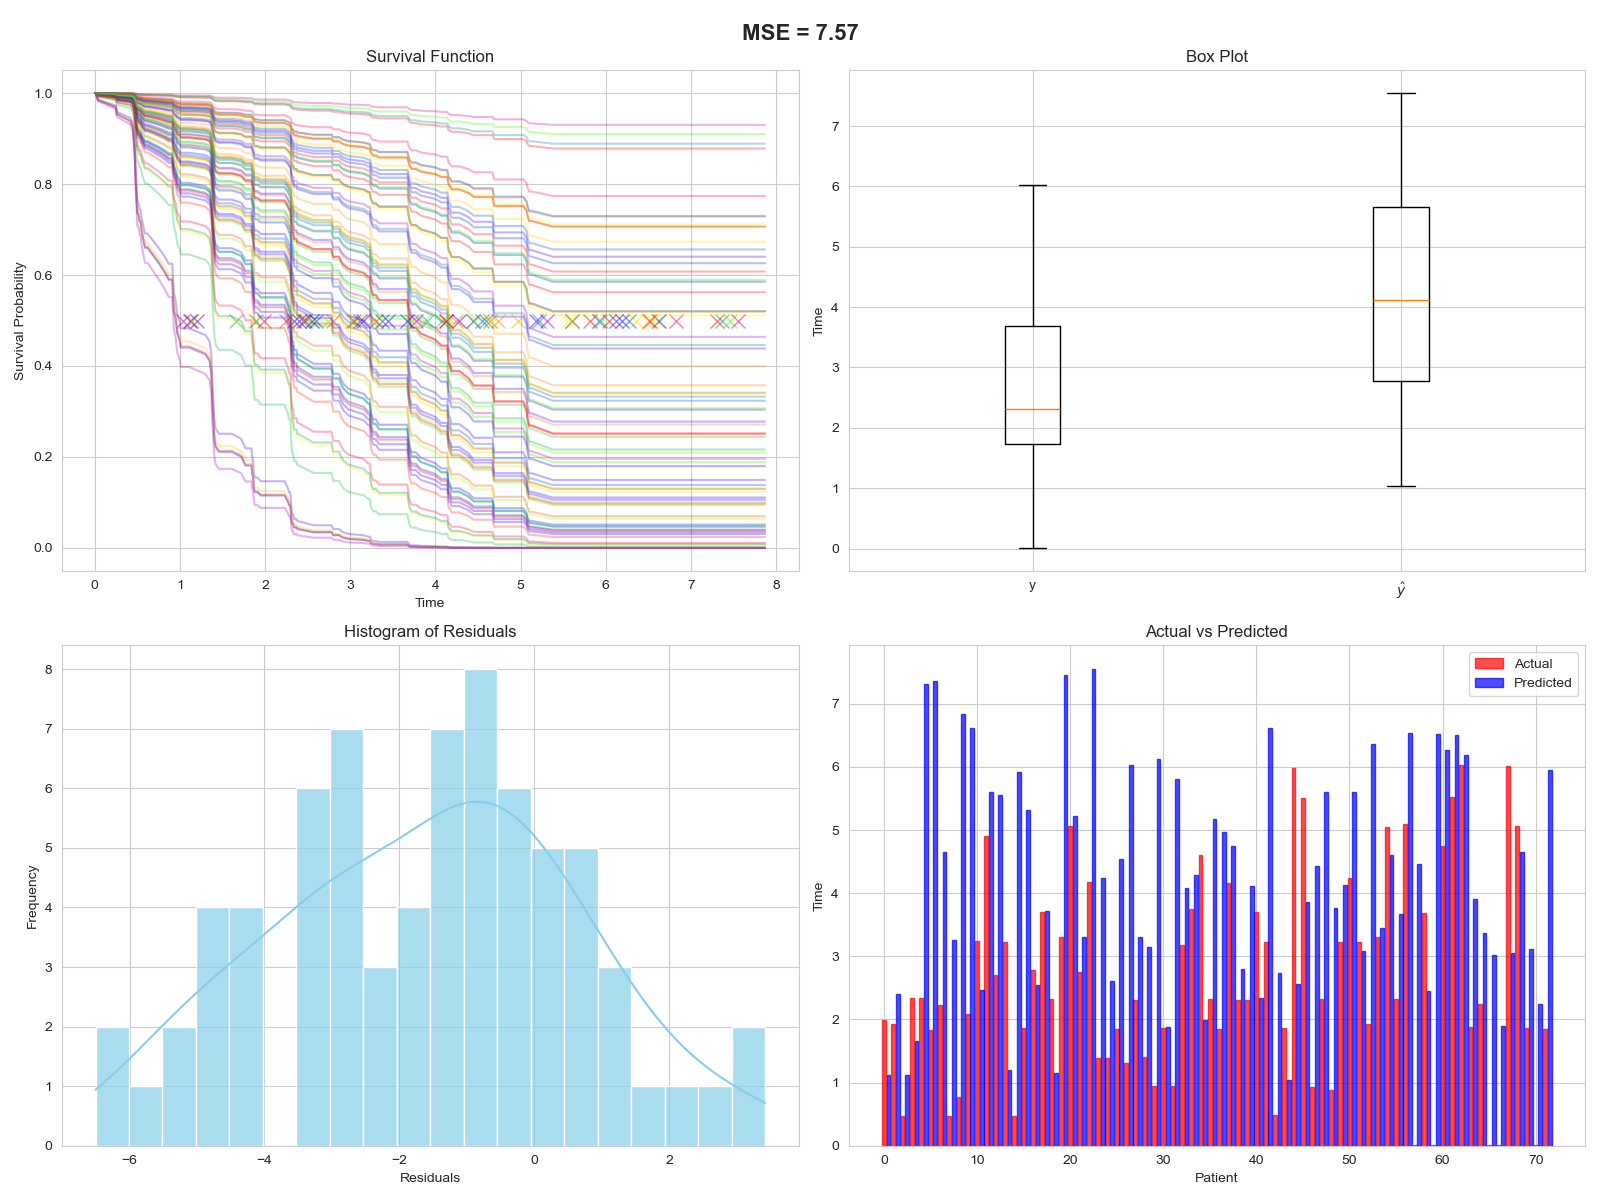 MSE = 7.57
Survival Function
1.0
0.8
0.6
0.4
0.2
0.0
Survival Probability
0 1 2 3 4 5 6 7 8
Time
Box Plot
7
6
5
4
3
2
1
0
Time
y ŷ
Histogram of Residuals
8
7
6
5
4
3
2
1
0
Frequency
−6 −4 −2 0 2
Residuals
Actual vs Predicted
Actual
Predicted
7
6
5
4
3
2
1
0
Time
0 10 20 30 40 50 60 70
Patient